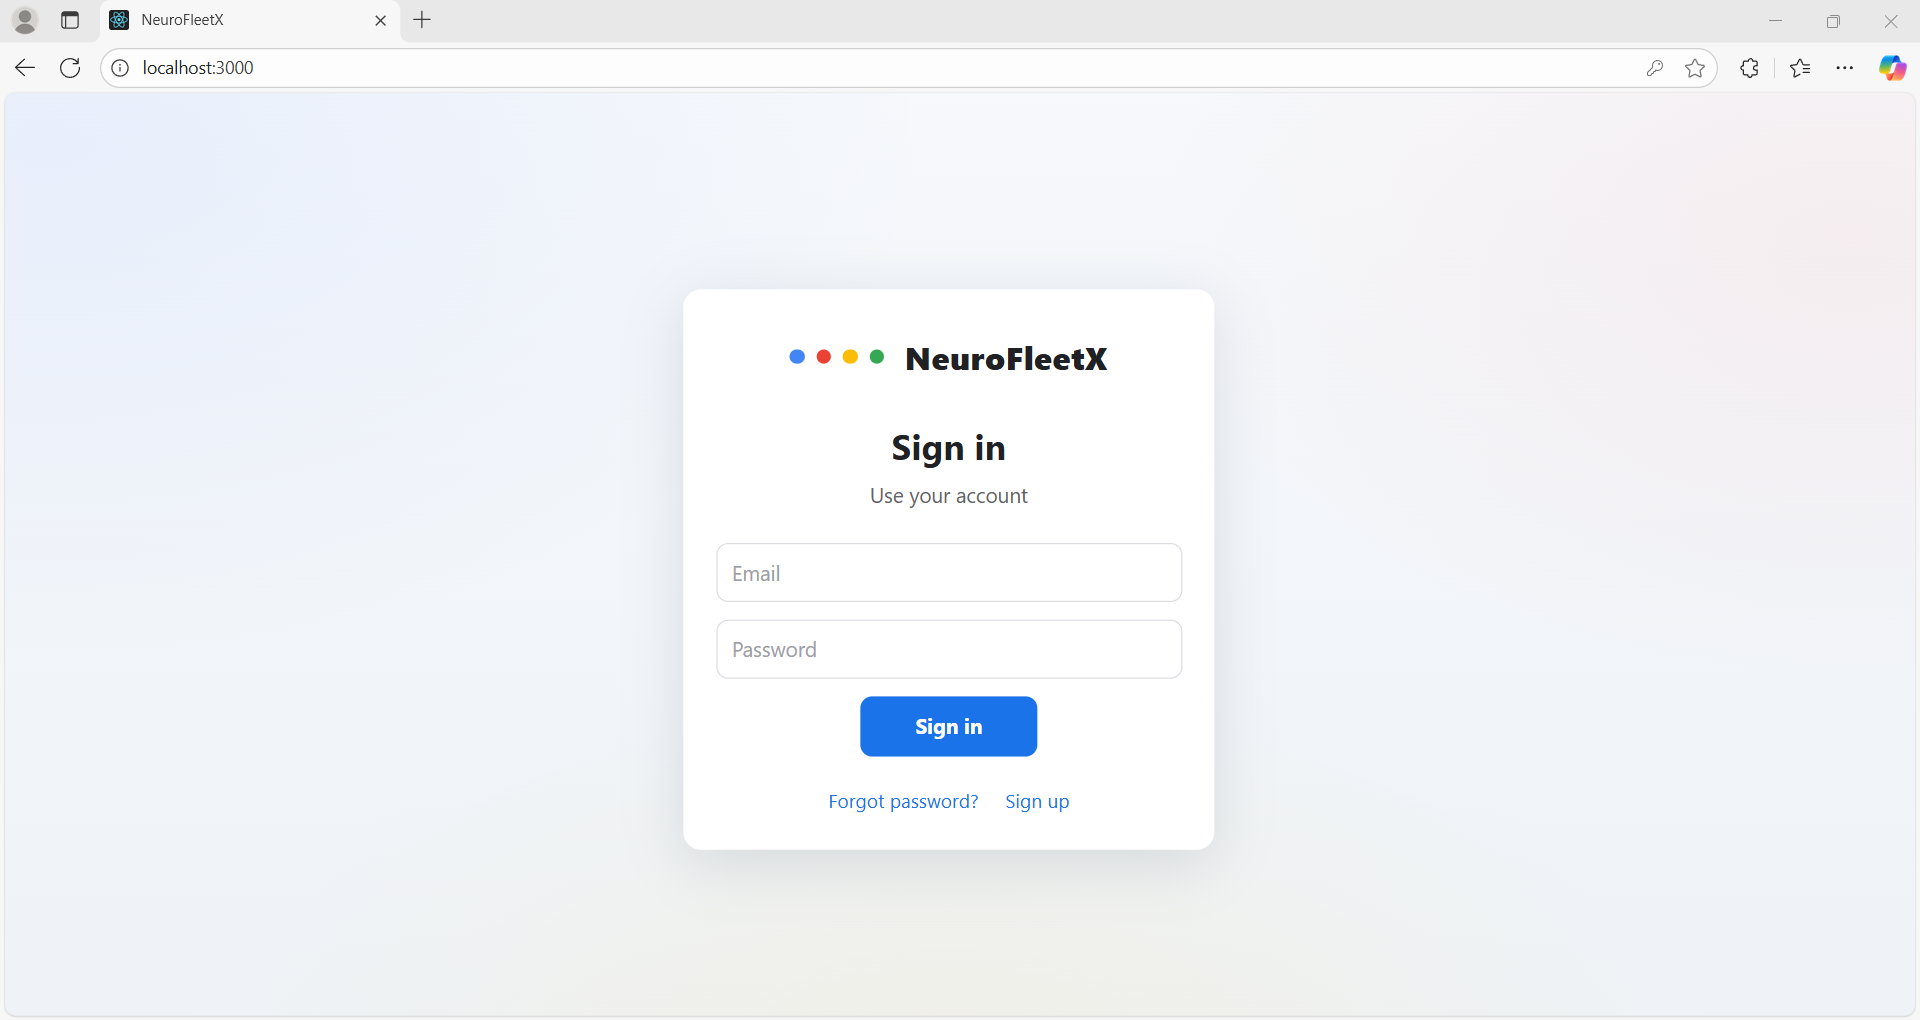 NeuroFleetX
localhost:3000
NeuroFleetX
Sign in
Use your account
Email
Password
Sign in
Forgot password? Sign up